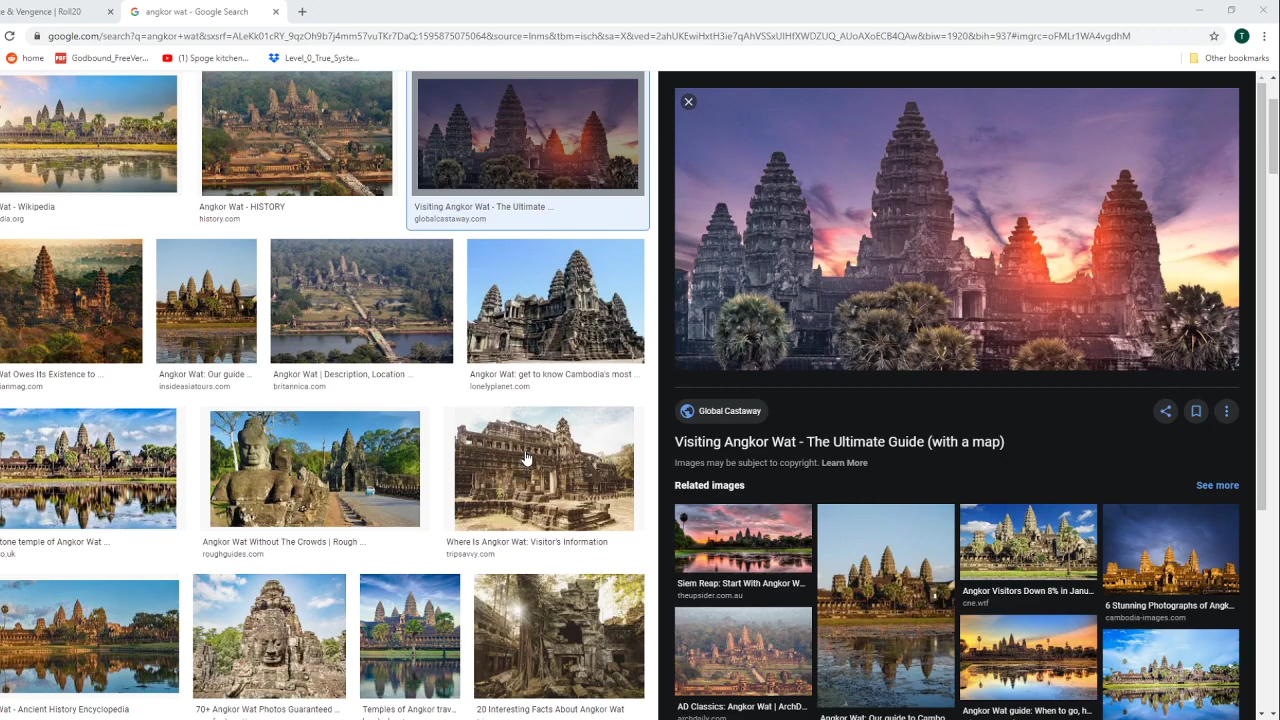 e & Vengence | Roll20
angkor wat - Google Search
google.com/search?q=angkor+wat&sxsrf=ALeKk01cRY_9qzOh9b7j4mm57vuTKr7DaQ:1595875075064&source=lnms&tbm=isch&sa=X&ved=2ahUKEwiHxtH3ie7qAhVSSxUIHfXWDZUQ_AUoAXoECB4QAw&biw=1920&bih=937#imgrc=oFMLr1WA4vgdhM
T
home
PDF
Godbound_FreeVer...
(1) Spoge kitchen...
Level_0_True_Syste...
Other bookmarks
Wat - Wikipedia
dia.org
Angkor Wat - HISTORY
history.com
Visiting Angkor Wat - The Ultimate ...
globalcastaway.com
Wat Owes Its Existence to ...
ianmag.com
Angkor Wat: Our guide ...
insideasiatours.com
Angkor Wat | Description, Location ...
britannica.com
Angkor Wat: get to know Cambodia's most ...
lonelyplanet.com
tone temple of Angkor Wat ...
o.uk
Angkor Wat Without The Crowds | Rough ...
roughguides.com
Where Is Angkor Wat: Visitor's Information
tripsavvy.com
Wat - Ancient History Encyclopedia
70+ Angkor Wat Photos Guaranteed ...
Temples of Angkor trav...
20 Interesting Facts About Angkor Wat
Global Castaway
Visiting Angkor Wat - The Ultimate Guide (with a map)
Images may be subject to copyright. Learn More
Related images
See more
Siem Reap: Start With Angkor W...
theupsider.com.au
Angkor Visitors Down 8% in Janu...
cne.wtf
6 Stunning Photographs of Angk...
cambodia-images.com
AD Classics: Angkor Wat | ArchD...
archdaily.com
Angkor Wat: Our guide to Cambo
Angkor Wat guide: When to go, h...